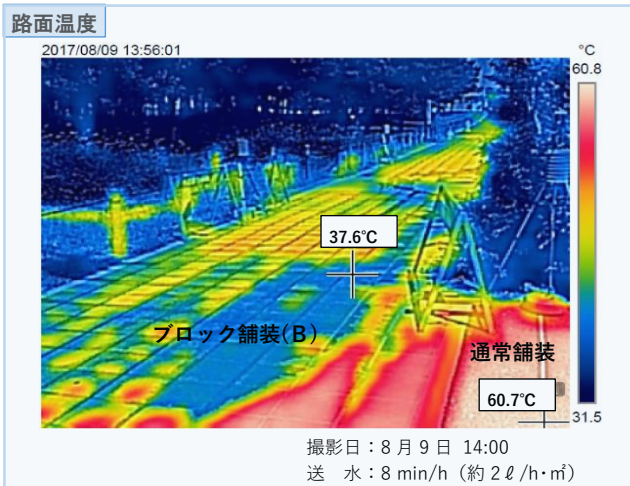 路面温度
2017/08/09 13:56:01
℃
60.8
37.6℃
ブロック舗装(B)
通常舗装
60.7℃
31.5
撮影日：8月9日 14:00
送　水：8 min/h（約2ℓ/h･㎡）